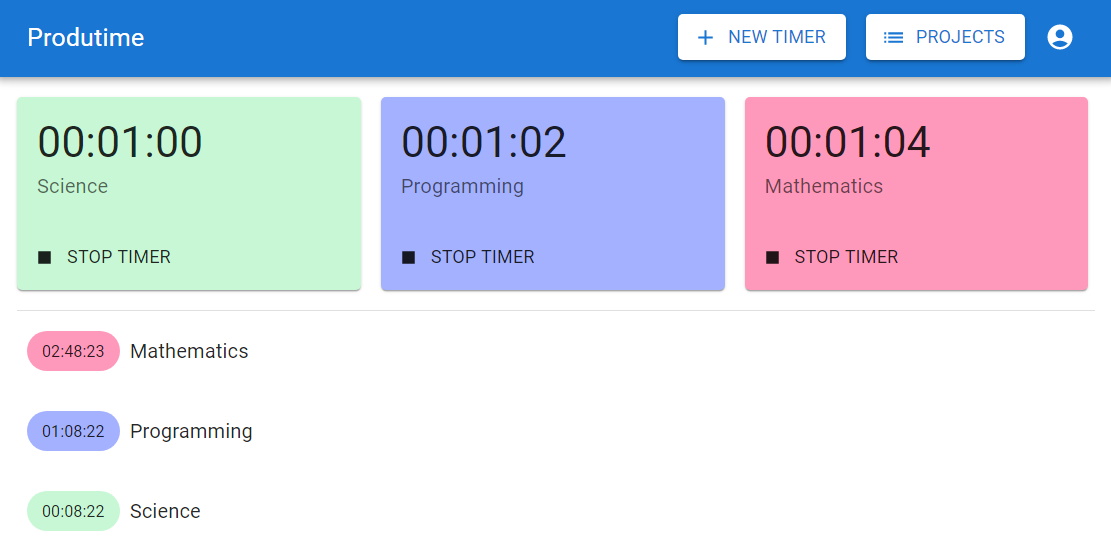 Produtime
NEW TIMER
PROJECTS
00:01:00
Science
STOP TIMER
00:01:02
Programming
STOP TIMER
00:01:04
Mathematics
STOP TIMER
02:48:23 Mathematics
01:08:22 Programming
00:08:22 Science